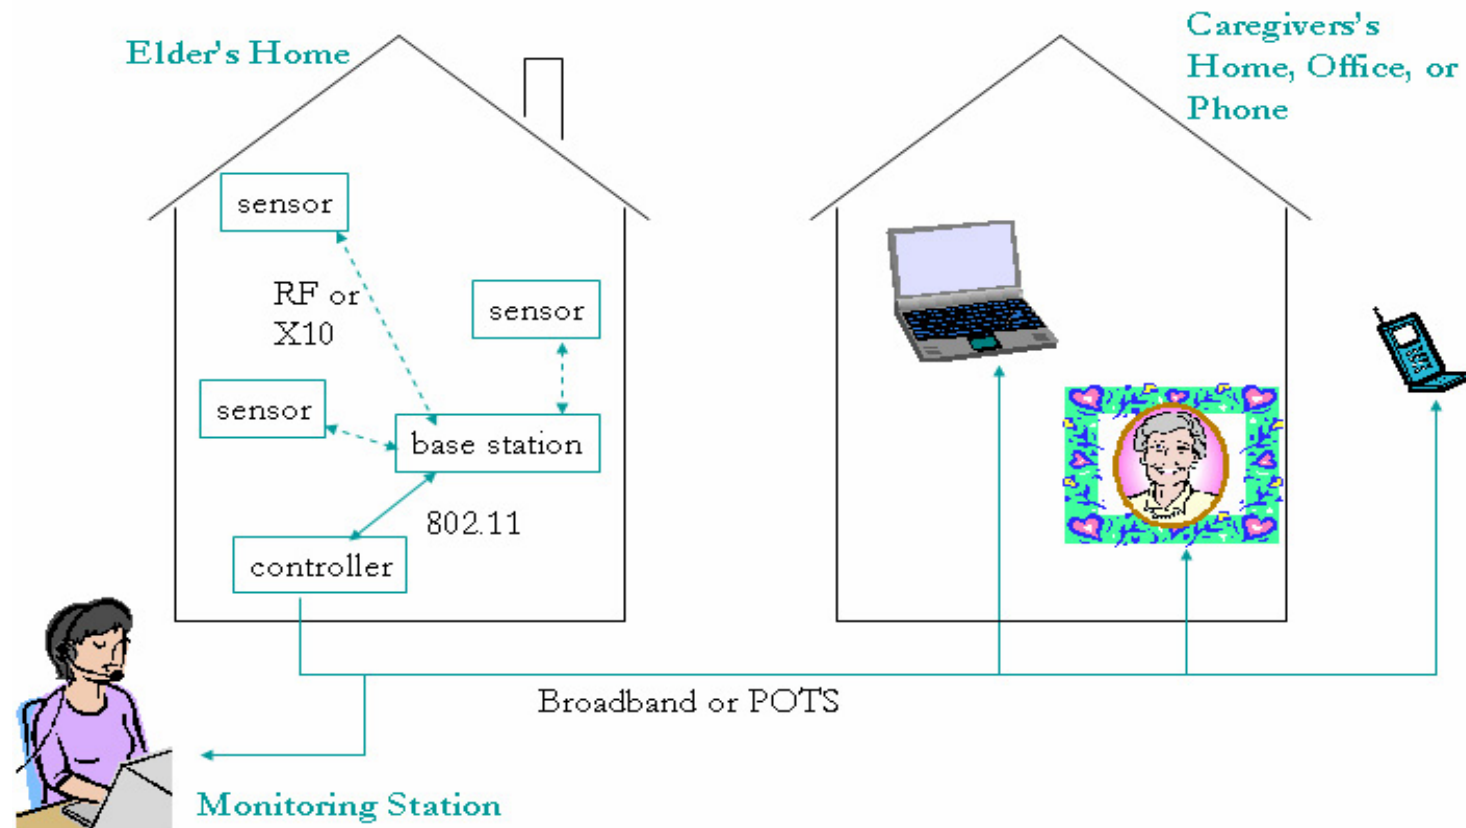 Elder's Home
Caregivers's
Home, Office, or
Phone
sensor
RF or
X10
sensor
sensor
base station
802.11
controller
Broadband or POTS
Monitoring Station